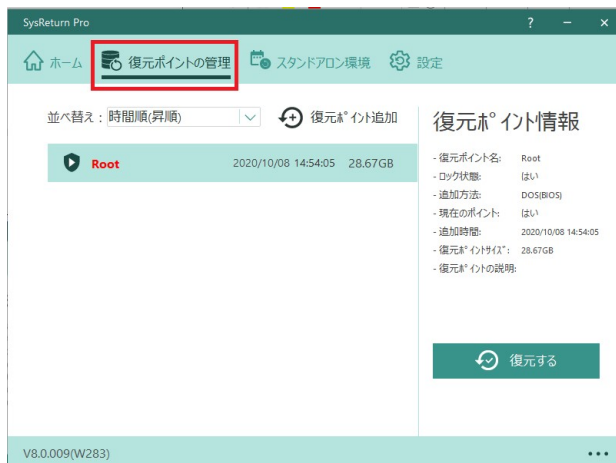 SysReturn Pro
ホーム 復元ポイントの管理 スタンドアロン環境 設定
並べ替え：時間順(昇順) 復元ﾎﾟｲﾝﾄ追加
Root 2020/10/08 14:54:05 28.67GB
復元ﾎﾟｲﾝﾄ情報
- 復元ポイント名: Root
- ロック状態: はい
- 追加方法: DOS(BIOS)
- 現在のポイント: はい
- 追加時間: 2020/10/08 14:54:05
- 復元ﾎﾟｲﾝﾄｻｲｽﾞ: 28.67GB
- 復元ポイントの説明:
復元する
V8.0.009(W283)